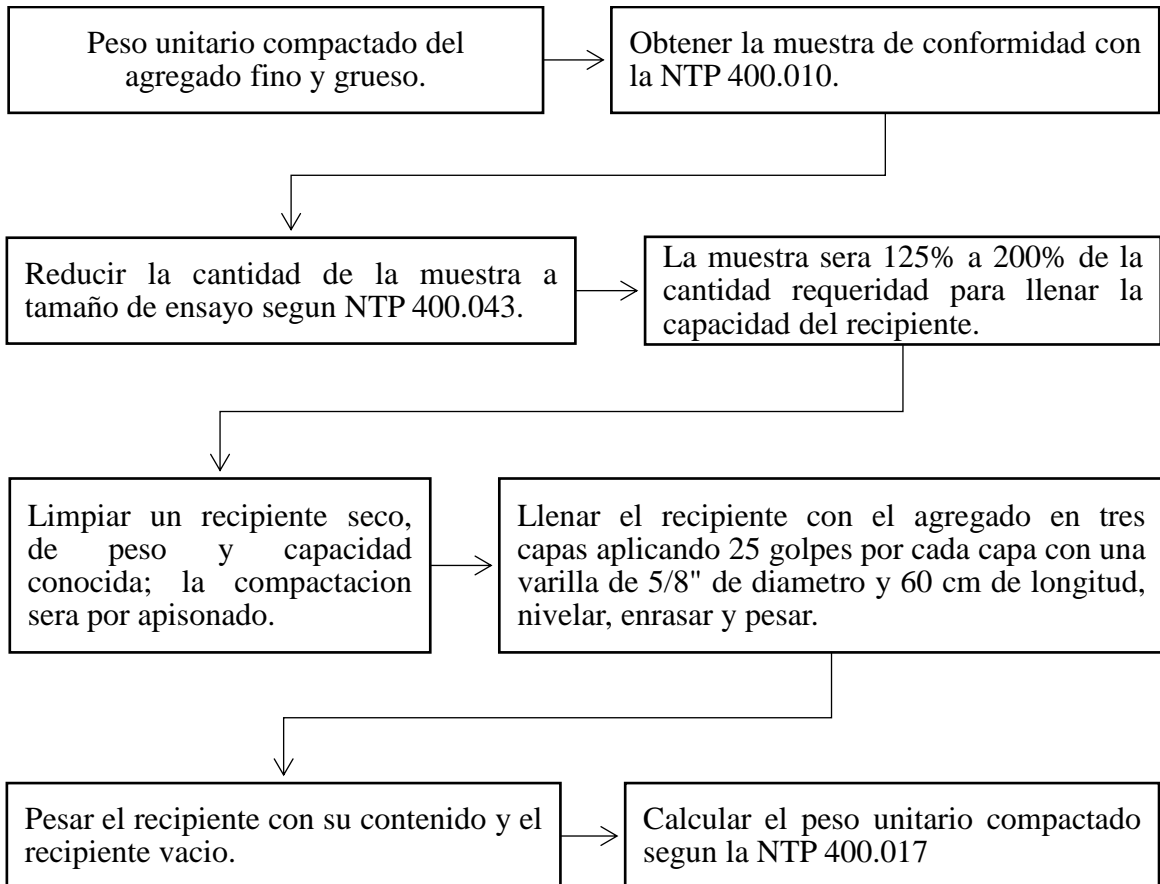 Peso unitario compactado del
agregado fino y grueso.
Obtener la muestra de conformidad con
la NTP 400.010.
Reducir la cantidad de la muestra a
tamaño de ensayo segun NTP 400.043.
La muestra sera 125% a 200% de la
cantidad requeridad para llenar la
capacidad del recipiente.
Limpiar un recipiente seco,
de peso y capacidad
conocida; la compactacion
sera por apisonado.
Llenar el recipiente con el agregado en tres
capas aplicando 25 golpes por cada capa con una
varilla de 5/8" de diametro y 60 cm de longitud,
nivelar, enrasar y pesar.
Pesar el recipiente con su contenido y el
recipiente vacio.
Calcular el peso unitario compactado
segun la NTP 400.017